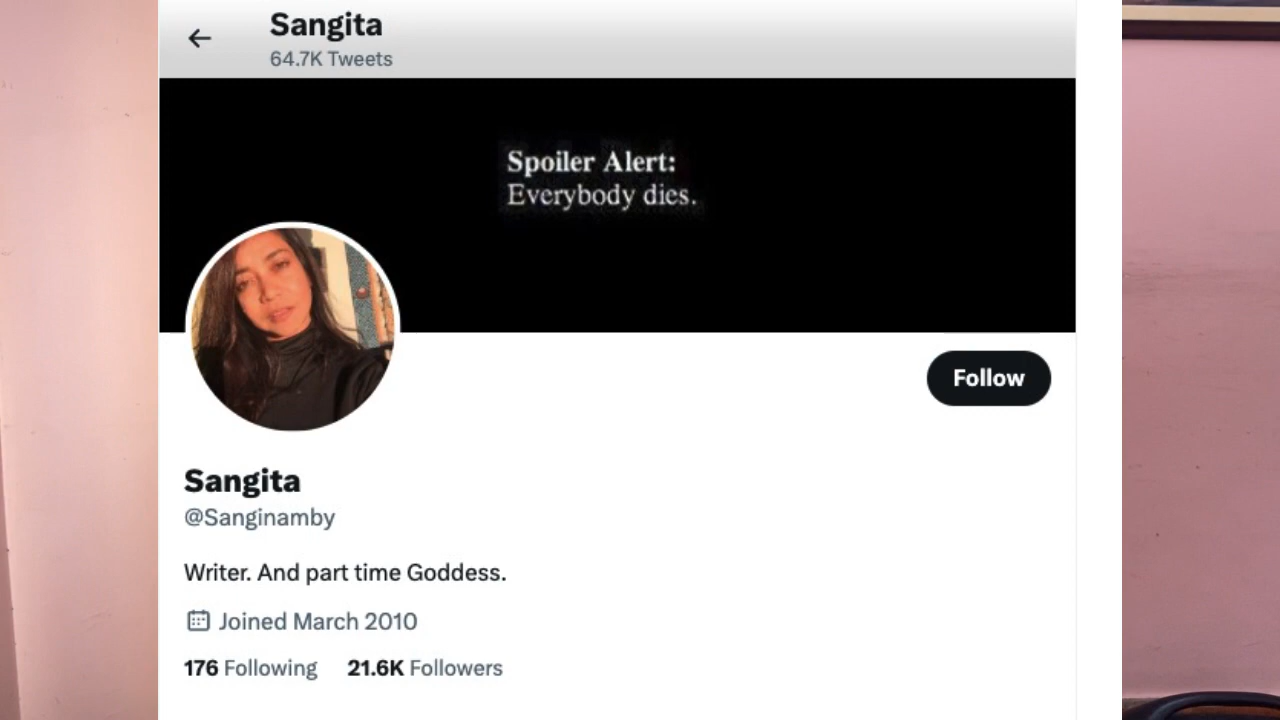 Sangita
64.7K Tweets
Spoiler Alert:
Everybody dies.
Follow
Sangita
@Sanginamby
Writer. And part time Goddess.
Joined March 2010
176 Following 21.6K Followers